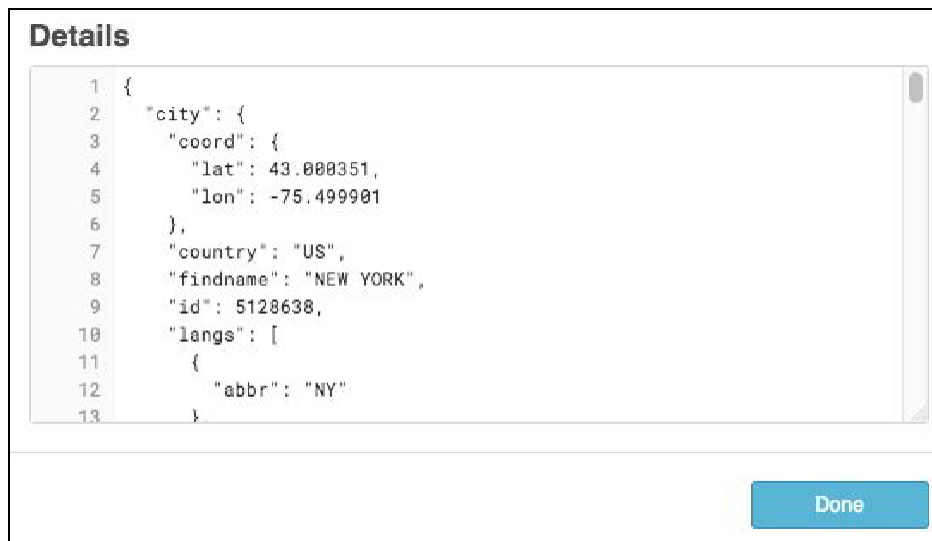 Details
1 {
2 "city": {
3 "coord": {
4 "lat": 43.000351,
5 "lon": -75.499901
6 },
7 "country": "US",
8 "findname": "NEW YORK",
9 "id": 5128638,
10 "langs": [
11 {
12 "abbr": "NY"
13 }
Done